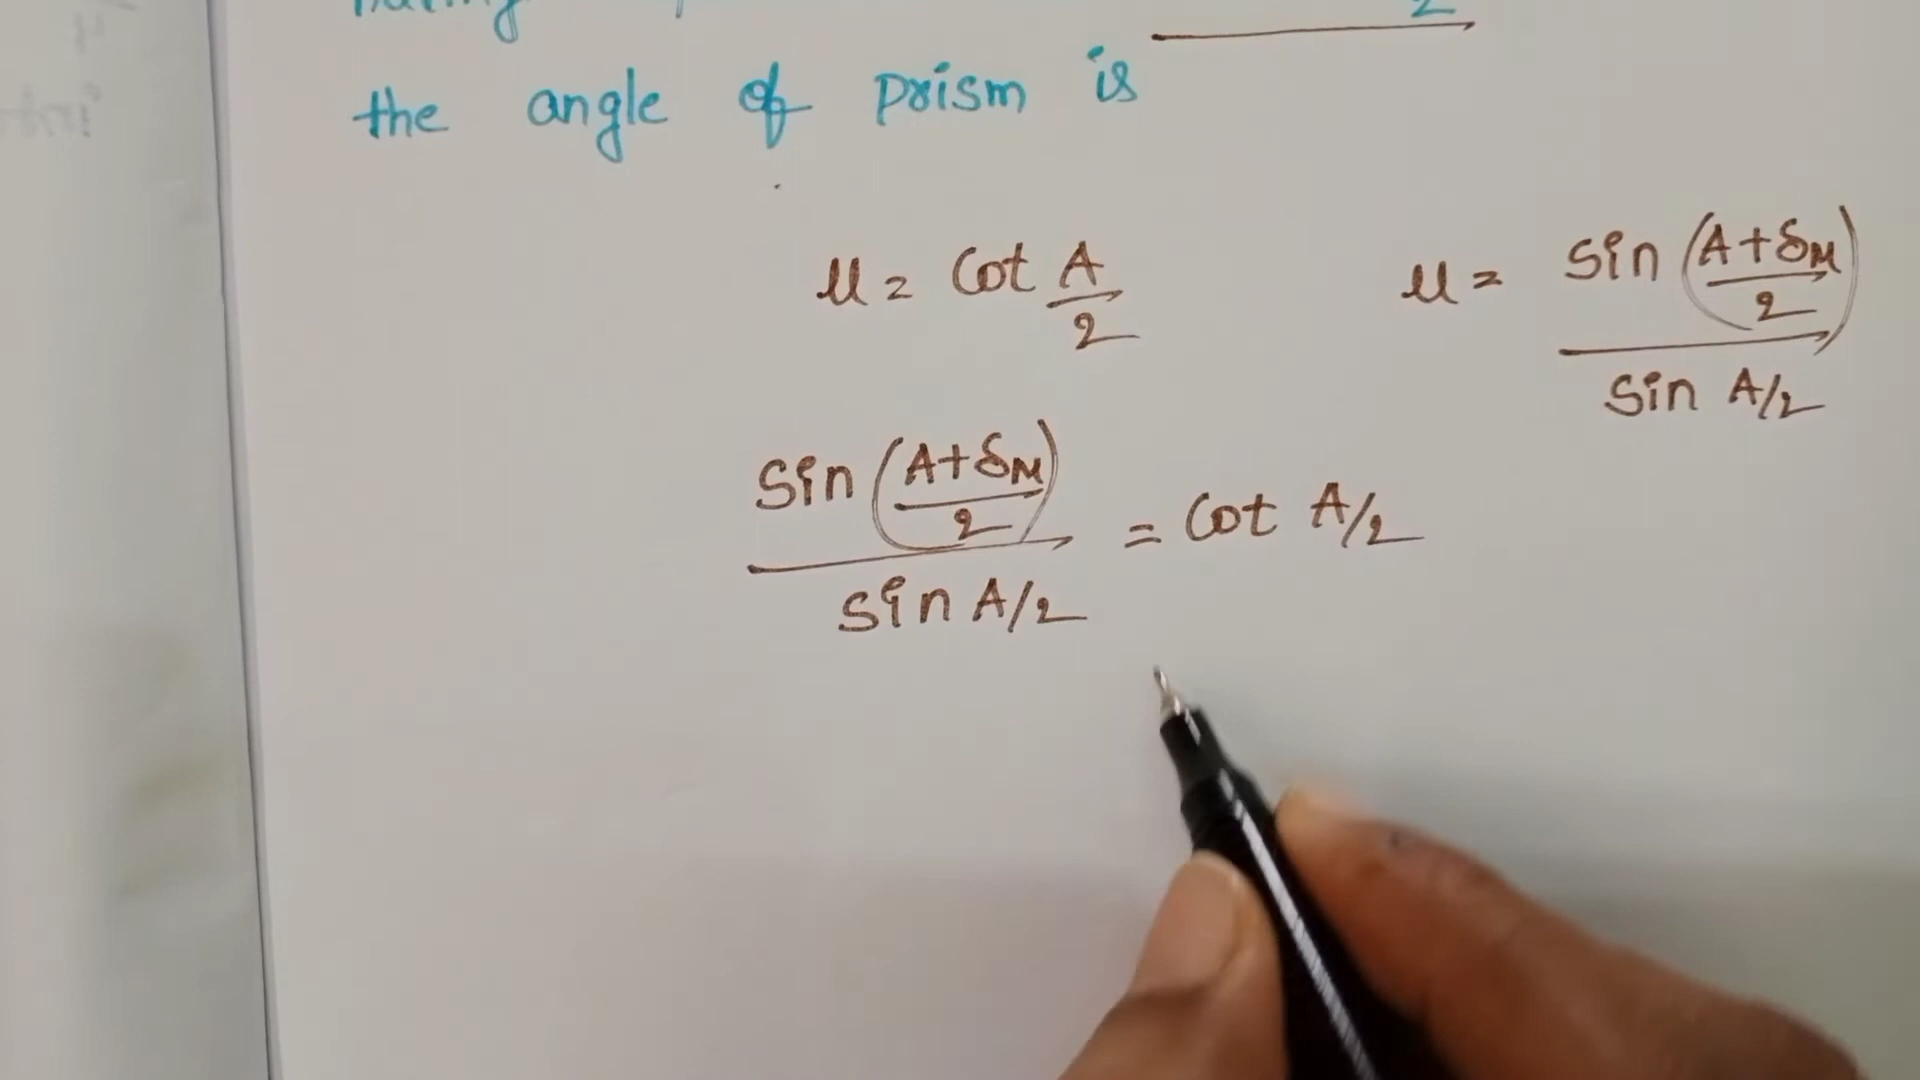 2
the angle of prism is
μ = Cot A/2 μ = Sin (A+δM/2) / Sin A/2
Sin (A+δM/2) / Sin A/2 = Cot A/2